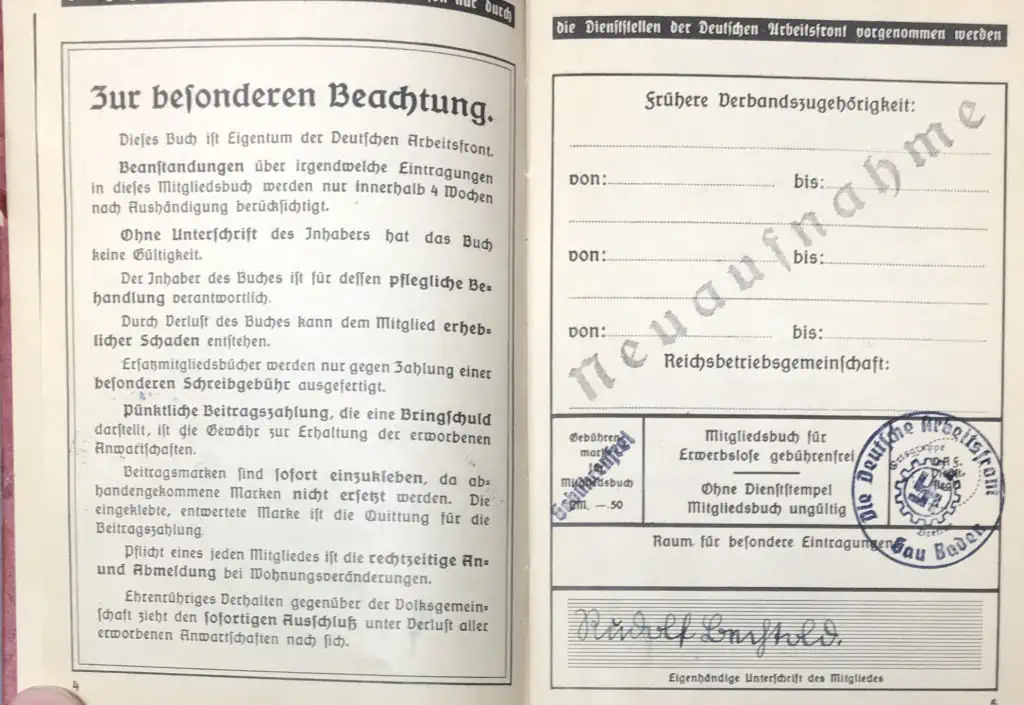 nur durch
Zur besonderen Beachtung.
Dieses Buch ist Eigentum der Deutschen Arbeitsfront.
Beanstandungen über irgendwelche Eintragungen
in dieses Mitgliedsbuch werden nur innerhalb 4 Wochen
nach Aushändigung berücksichtigt.
Ohne Unterschrift des Inhabers hat das Buch
keine Gültigkeit.
Der Inhaber des Buches ist für dessen pflegliche Be-
handlung verantwortlich.
Durch Verlust des Buches kann dem Mitglied erheb-
licher Schaden entstehen.
Ersatzmitgliedsbücher werden nur gegen Zahlung einer
besonderen Schreibgebühr ausgefertigt.
Pünktliche Beitragszahlung, die eine Bringschuld
darstellt, ist die Gewähr zur Erhaltung der erworbenen
Anwartschaften.
Beitragsmarken sind sofort einzukleben, da ab-
handengekommene Marken nicht ersetzt werden. Die
eingeklebte, entwertete Marke ist die Quittung für die
Beitragszahlung.
Pflicht eines jeden Mitgliedes ist die rechtzeitige An-
und Abmeldung bei Wohnungsveränderungen.
Ehrenrühriges Verhalten gegenüber der Volksgemein-
schaft zieht den sofortigen Ausschluß unter Verlust aller
erworbenen Anwartschaften nach sich.
4
die Dienststellen der Deutschen Arbeitsfront vorgenommen werden
Frühere Verbandszugehörigkeit:
von: bis:
von: bis:
von: bis:
Neuaufnahme
Reichsbetriebsgemeinschaft:
Gebühren
Mitgliedsbuch für
Erwerbslose gebührenfrei
Ohne Dienststempel
Mitgliedsbuch ungültig
—.50
Die Deutsche Arbeitsfront
Gau Baden
Raum für besondere Eintragungen
Rudolf Bechtold.
Eigenhändige Unterschrift des Mitgliedes
5